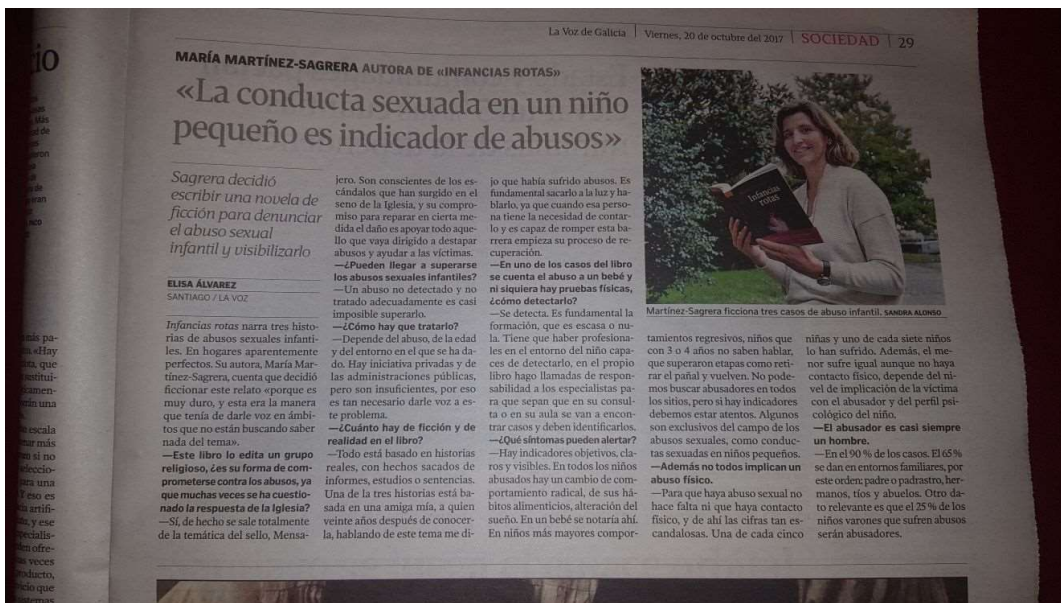 La Voz de Galicia | Viernes, 20 de octubre del 2017 | SOCIEDAD | 29
MARÍA MARTÍNEZ-SAGRERA AUTORA DE «INFANCIAS ROTAS»
«La conducta sexuada en un niño
pequeño es indicador de abusos»
Sagrera decidió
escribir una novela de
ficción para denunciar
el abuso sexual
infantil y visibilizarlo
ELISA ÁLVAREZ
SANTIAGO / LA VOZ
Infancias rotas narra tres histo-
rias de abusos sexuales infanti-
les. En hogares aparentemente
perfectos. Su autora, María Mar-
tínez-Sagrera, cuenta que decidió
ficcionar este relato «porque es
muy duro, y esta era la manera
que tenía de darle voz en ámbi-
tos que no están buscando saber
nada del tema».
—Este libro lo edita un grupo
religioso, ¿es su forma de com-
prometerse contra los abusos, ya
que muchas veces se ha cuestio-
nado la respuesta de la Iglesia?
—Sí, de hecho se sale totalmente
de la temática del sello, Mensa-
jero. Son conscientes de los es-
cándalos que han surgido en el
seno de la Iglesia, y su compro-
miso para reparar en cierta me-
dida el daño es apoyar todo aque-
llo que vaya dirigido a destapar
abusos y ayudar a las víctimas.
—¿Pueden llegar a superarse
los abusos sexuales infantiles?
—Un abuso no detectado y no
tratado adecuadamente es casi
imposible superarlo.
—¿Cómo hay que tratarlo?
—Depende del abuso, de la edad
y del entorno en el que se ha da-
do. Hay iniciativa privada y de
las administraciones públicas,
pero son insuficientes, por eso
es tan necesario darle voz a es-
te problema.
—¿Cuánto hay de ficción y de
realidad en el libro?
—Todo está basado en historias
reales, con hechos sacados de
informes, estudios o sentencias.
Una de la tres historias está ba-
sada en una amiga mía, a quien
veinte años después de conocer-
la, hablando de este tema me di-
jo que había sufrido abusos. Es
fundamental sacarlo a la luz y ha-
blarlo, ya que cuando esa perso-
na tiene la necesidad de contar-
lo y es capaz de romper esta ba-
rrera empieza su proceso de re-
cuperación.
—En uno de los casos del libro
se cuenta el abuso a un bebé y
ni siquiera hay pruebas físicas,
¿cómo detectarlo?
—Se detecta. Es fundamental la
formación, que es escasa o nu-
la. Tiene que haber profesiona-
les en el entorno del niño capa-
ces de detectarlo, en el propio
libro hago llamadas de respon-
sabilidad a los especialistas pa-
ra que sepan que en su consul-
ta o en su aula se van a encon-
trar casos y deben identificarlos.
—¿Qué síntomas pueden alertar?
—Hay indicadores objetivos, cla-
ros y visibles. En todos los niños
abusados hay un cambio de com-
portamiento radical, de sus há-
bitos alimenticios, alteración del
sueño. En un bebé se notaría ahí.
En niños más mayores compor-
Infancias
rotas
Martínez-Sagrera ficciona tres casos de abuso infantil. SANDRA ALONSO
tamientos regresivos, niños que
con 3 o 4 años no saben hablar,
que superaron etapas como reti-
rar el pañal y vuelven. No pode-
mos buscar abusadores en todos
los sitios, pero si hay indicadores
debemos estar atentos. Algunos
son exclusivos del campo de los
abusos sexuales, como conduc-
tas sexuadas en niños pequeños.
—Además no todos implican un
abuso físico.
—Para que haya abuso sexual no
hace falta ni que haya contacto
físico, y de ahí las cifras tan es-
candalosas. Una de cada cinco
niñas y uno de cada siete niños
lo han sufrido. Además, el me-
nor sufre igual aunque no haya
contacto físico, depende del ni-
vel de implicación de la víctima
con el abusador y del perfil psi-
cológico del niño.
—El abusador es casi siempre
un hombre.
—En el 90 % de los casos. El 65 %
se dan en entornos familiares, por
este orden: padre o padrastro, her-
manos, tíos y abuelos. Otro da-
to relevante es que el 25 % de los
niños varones que sufren abusos
serán abusadores.